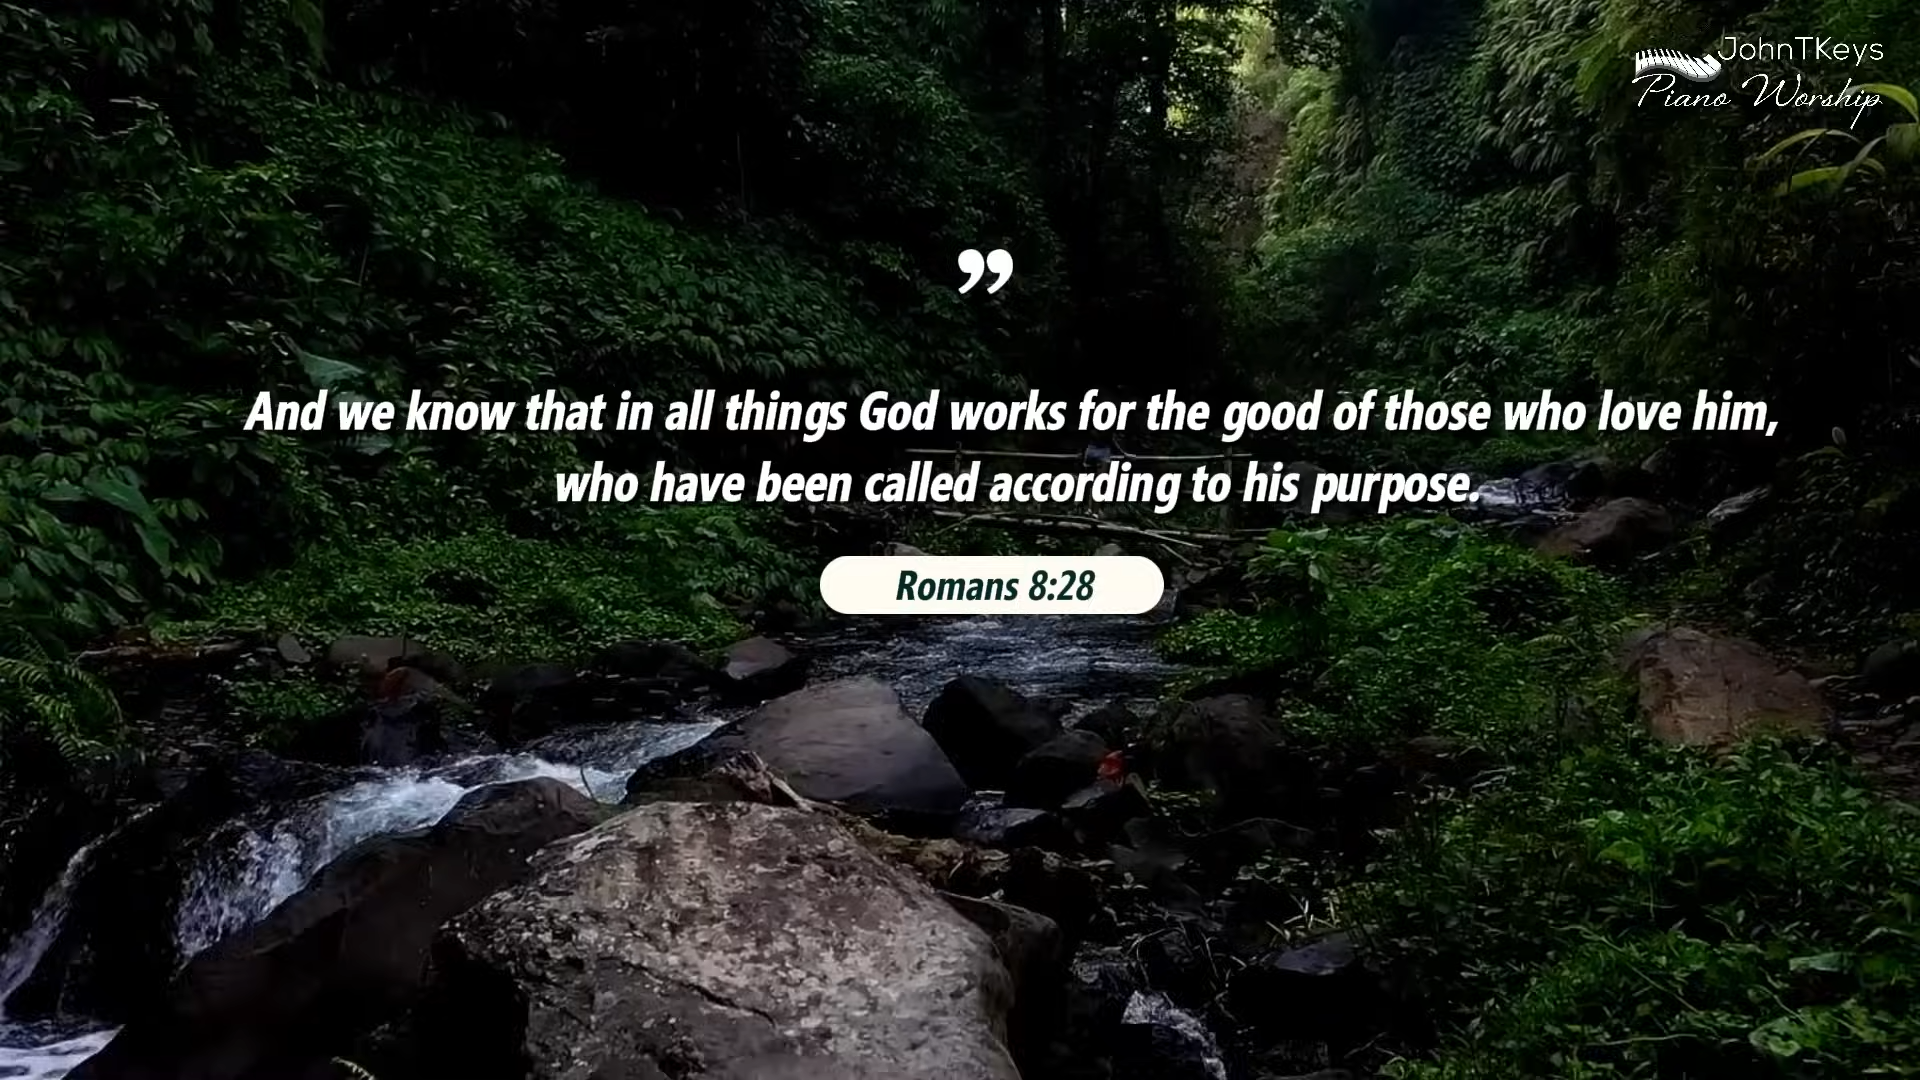 JohnTKeys
Piano Worship
”
And we know that in all things God works for the good of those who love him,
who have been called according to his purpose.
Romans 8:28